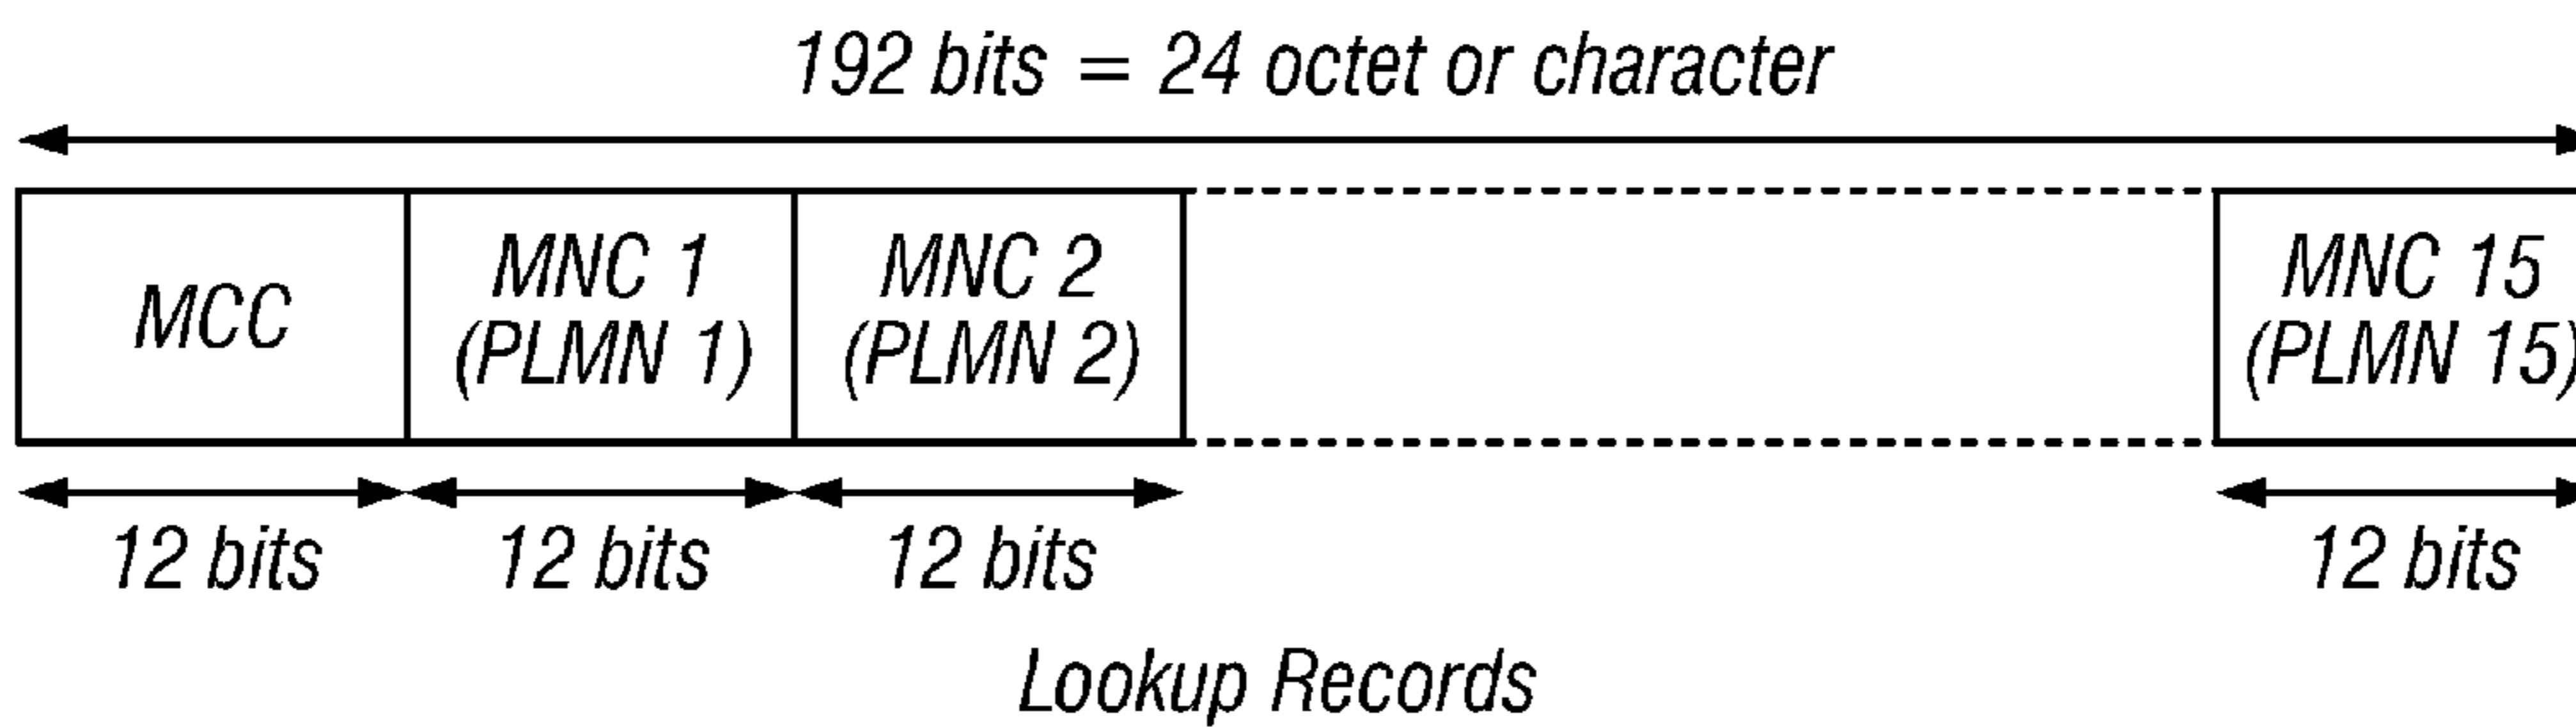 192 bits = 24 octet or character
MCC
MNC 1
(PLMN 1)
MNC 2
(PLMN 2)
MNC 15
(PLMN 15)
12 bits
12 bits
12 bits
12 bits
Lookup Records